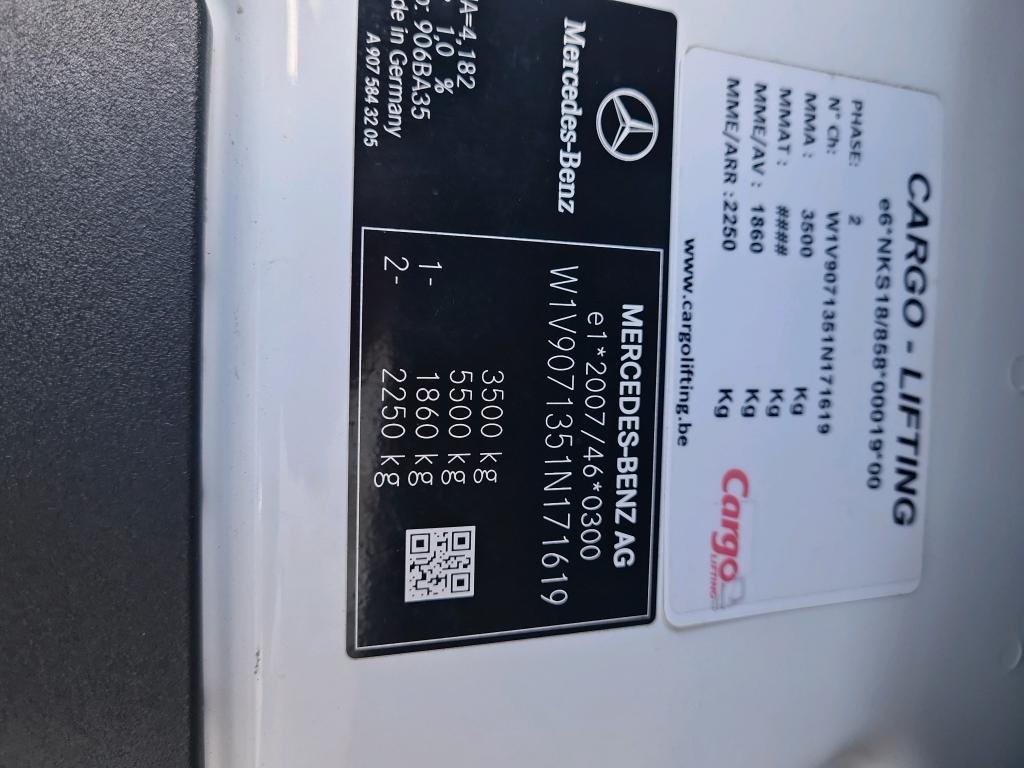 CARGO - LIFTING
e6*NKS18/858*00019*00
PHASE: 2
N° Ch: W1V9071351N171619
MMA : 3500 Kg
MMAT : #### Kg
MME/AV : 1860 Kg
MME/ARR : 2250 Kg
www.cargolifting.be
Cargo
LIFTING
Mercedes-Benz
MERCEDES-BENZ AG
e1*2007/46*0300
W1V9071351N171619
3500 kg
5500 kg
1- 1860 kg
2- 2250 kg
A=4,182
1.0 %
: 906BA35
de in Germany
A 907 584 32 05